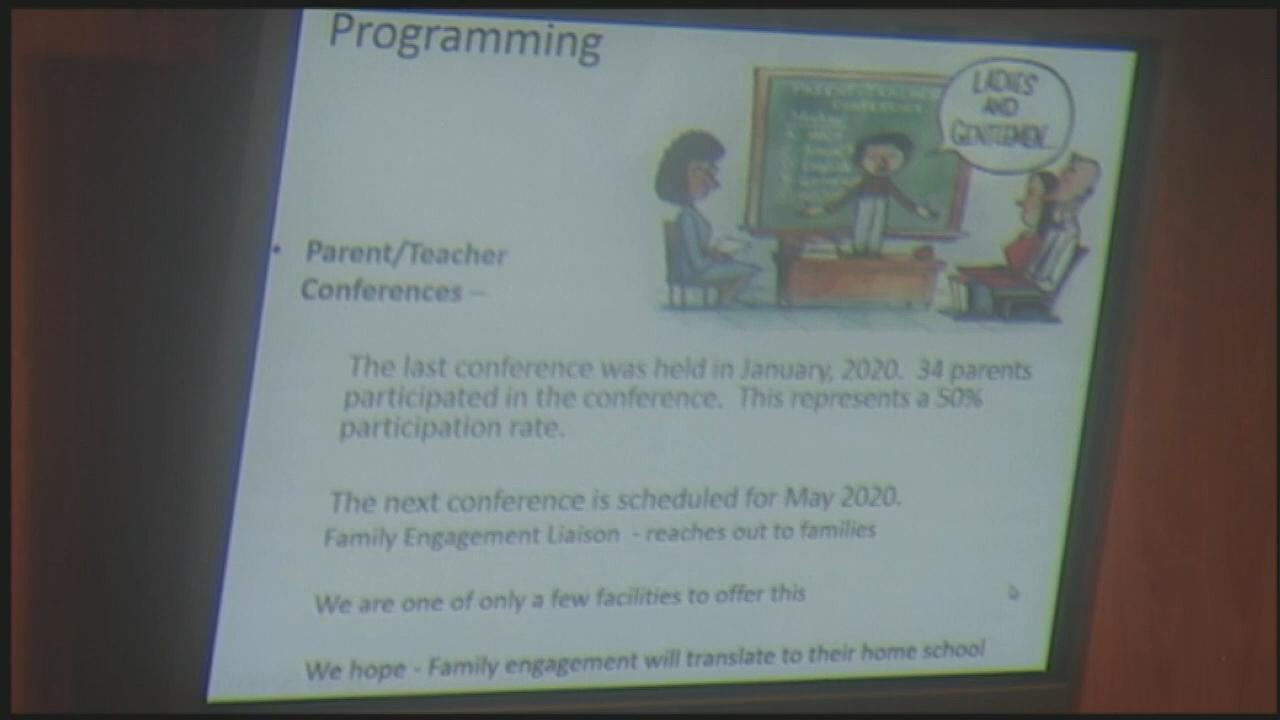 Programming
LADIES
AND
GENTLEMEN...
• Parent/Teacher
Conferences –
The last conference was held in January, 2020. 34 parents
participated in the conference. This represents a 50%
participation rate.
The next conference is scheduled for May 2020.
Family Engagement Liaison - reaches out to families
We are one of only a few facilities to offer this
We hope - Family engagement will translate to their home school